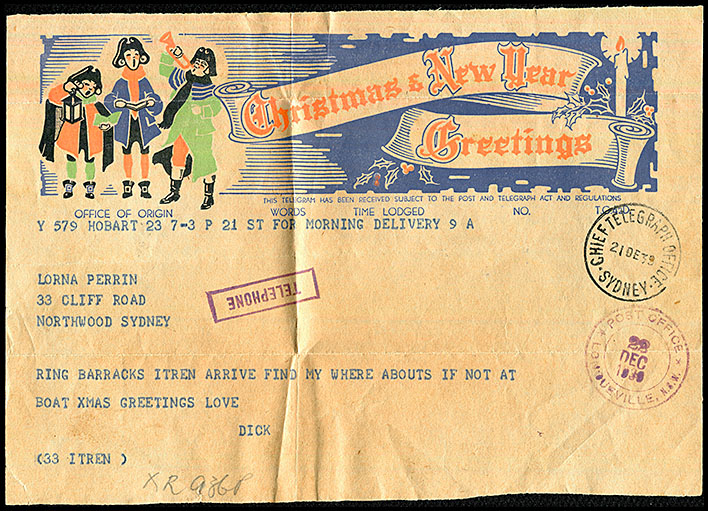 Christmas & New Year
Greetings
THIS TELEGRAM HAS BEEN RECEIVED SUBJECT TO THE POST AND TELEGRAPH ACT AND REGULATIONS
OFFICE OF ORIGIN WORDS TIME LODGED NO. T.O.
Y 579 HOBART 23 7-3 P 21 ST FOR MORNING DELIVERY 9 A
CHIEF TELEGRAPH OFFICE
21 DE 39
SYDNEY
LORNA PERRIN
33 CLIFF ROAD
NORTHWOOD SYDNEY
TELEPHONE
POST OFFICE
DEC
1939
LONGUEVILLE, N.S.W.
RING BARRACKS ITREN ARRIVE FIND MY WHERE ABOUTS IF NOT AT
BOAT XMAS GREETINGS LOVE
DICK
(33 ITREN )